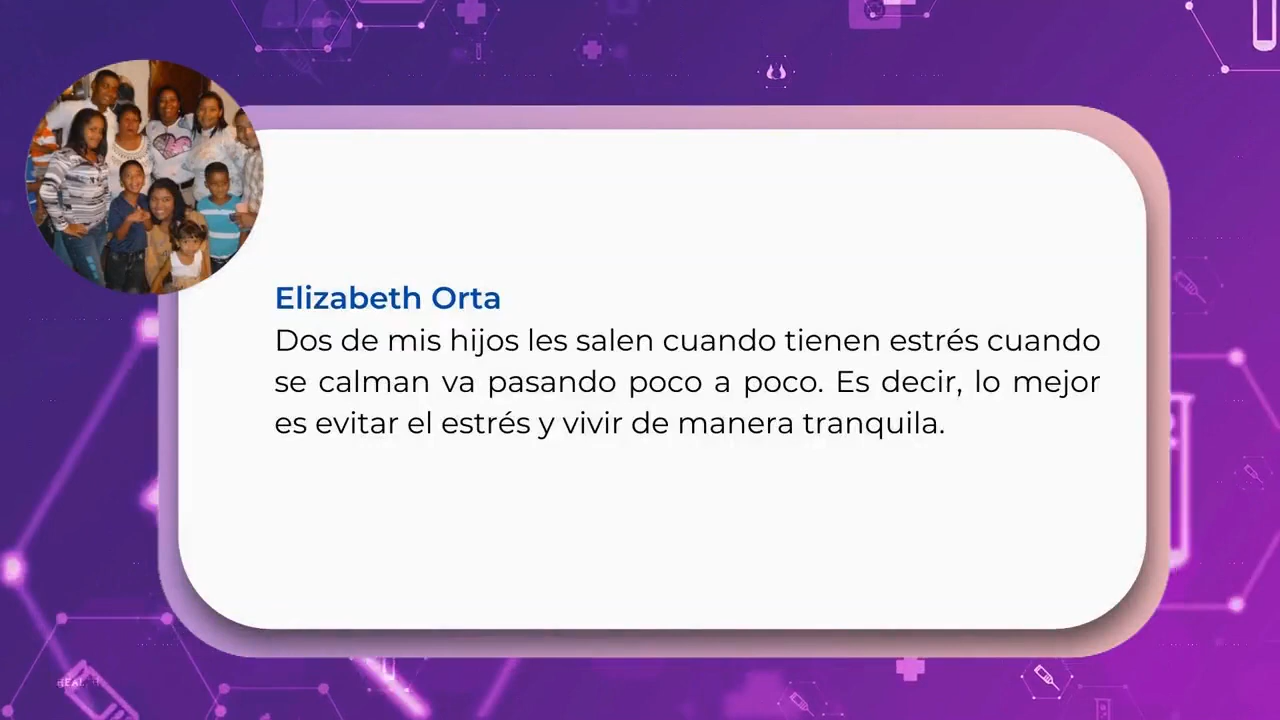 Elizabeth Orta
Dos de mis hijos les salen cuando tienen estrés cuando
se calman va pasando poco a poco. Es decir, lo mejor
es evitar el estrés y vivir de manera tranquila.